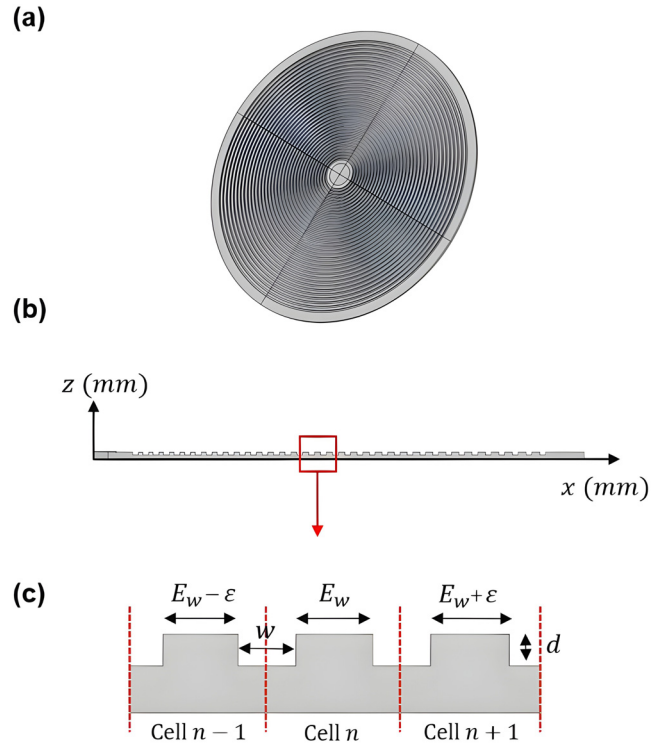 (a)
(b)
z (mm)
x (mm)
(c)
E_w − ε
E_w
E_w + ε
w
d
Cell n − 1
Cell n
Cell n + 1